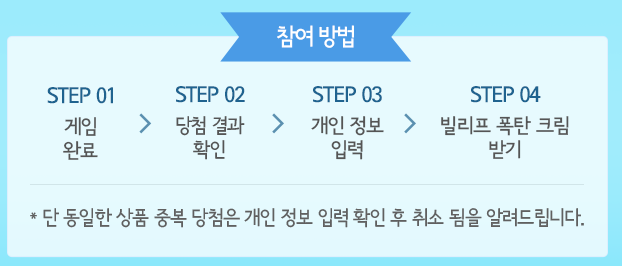 참여 방법
STEP 01
게임
완료
STEP 02
당첨 결과
확인
STEP 03
개인 정보
입력
STEP 04
빌리프 폭탄 크림
받기
* 단 동일한 상품 중복 당첨은 개인 정보 입력 확인 후 취소 됨을 알려드립니다.